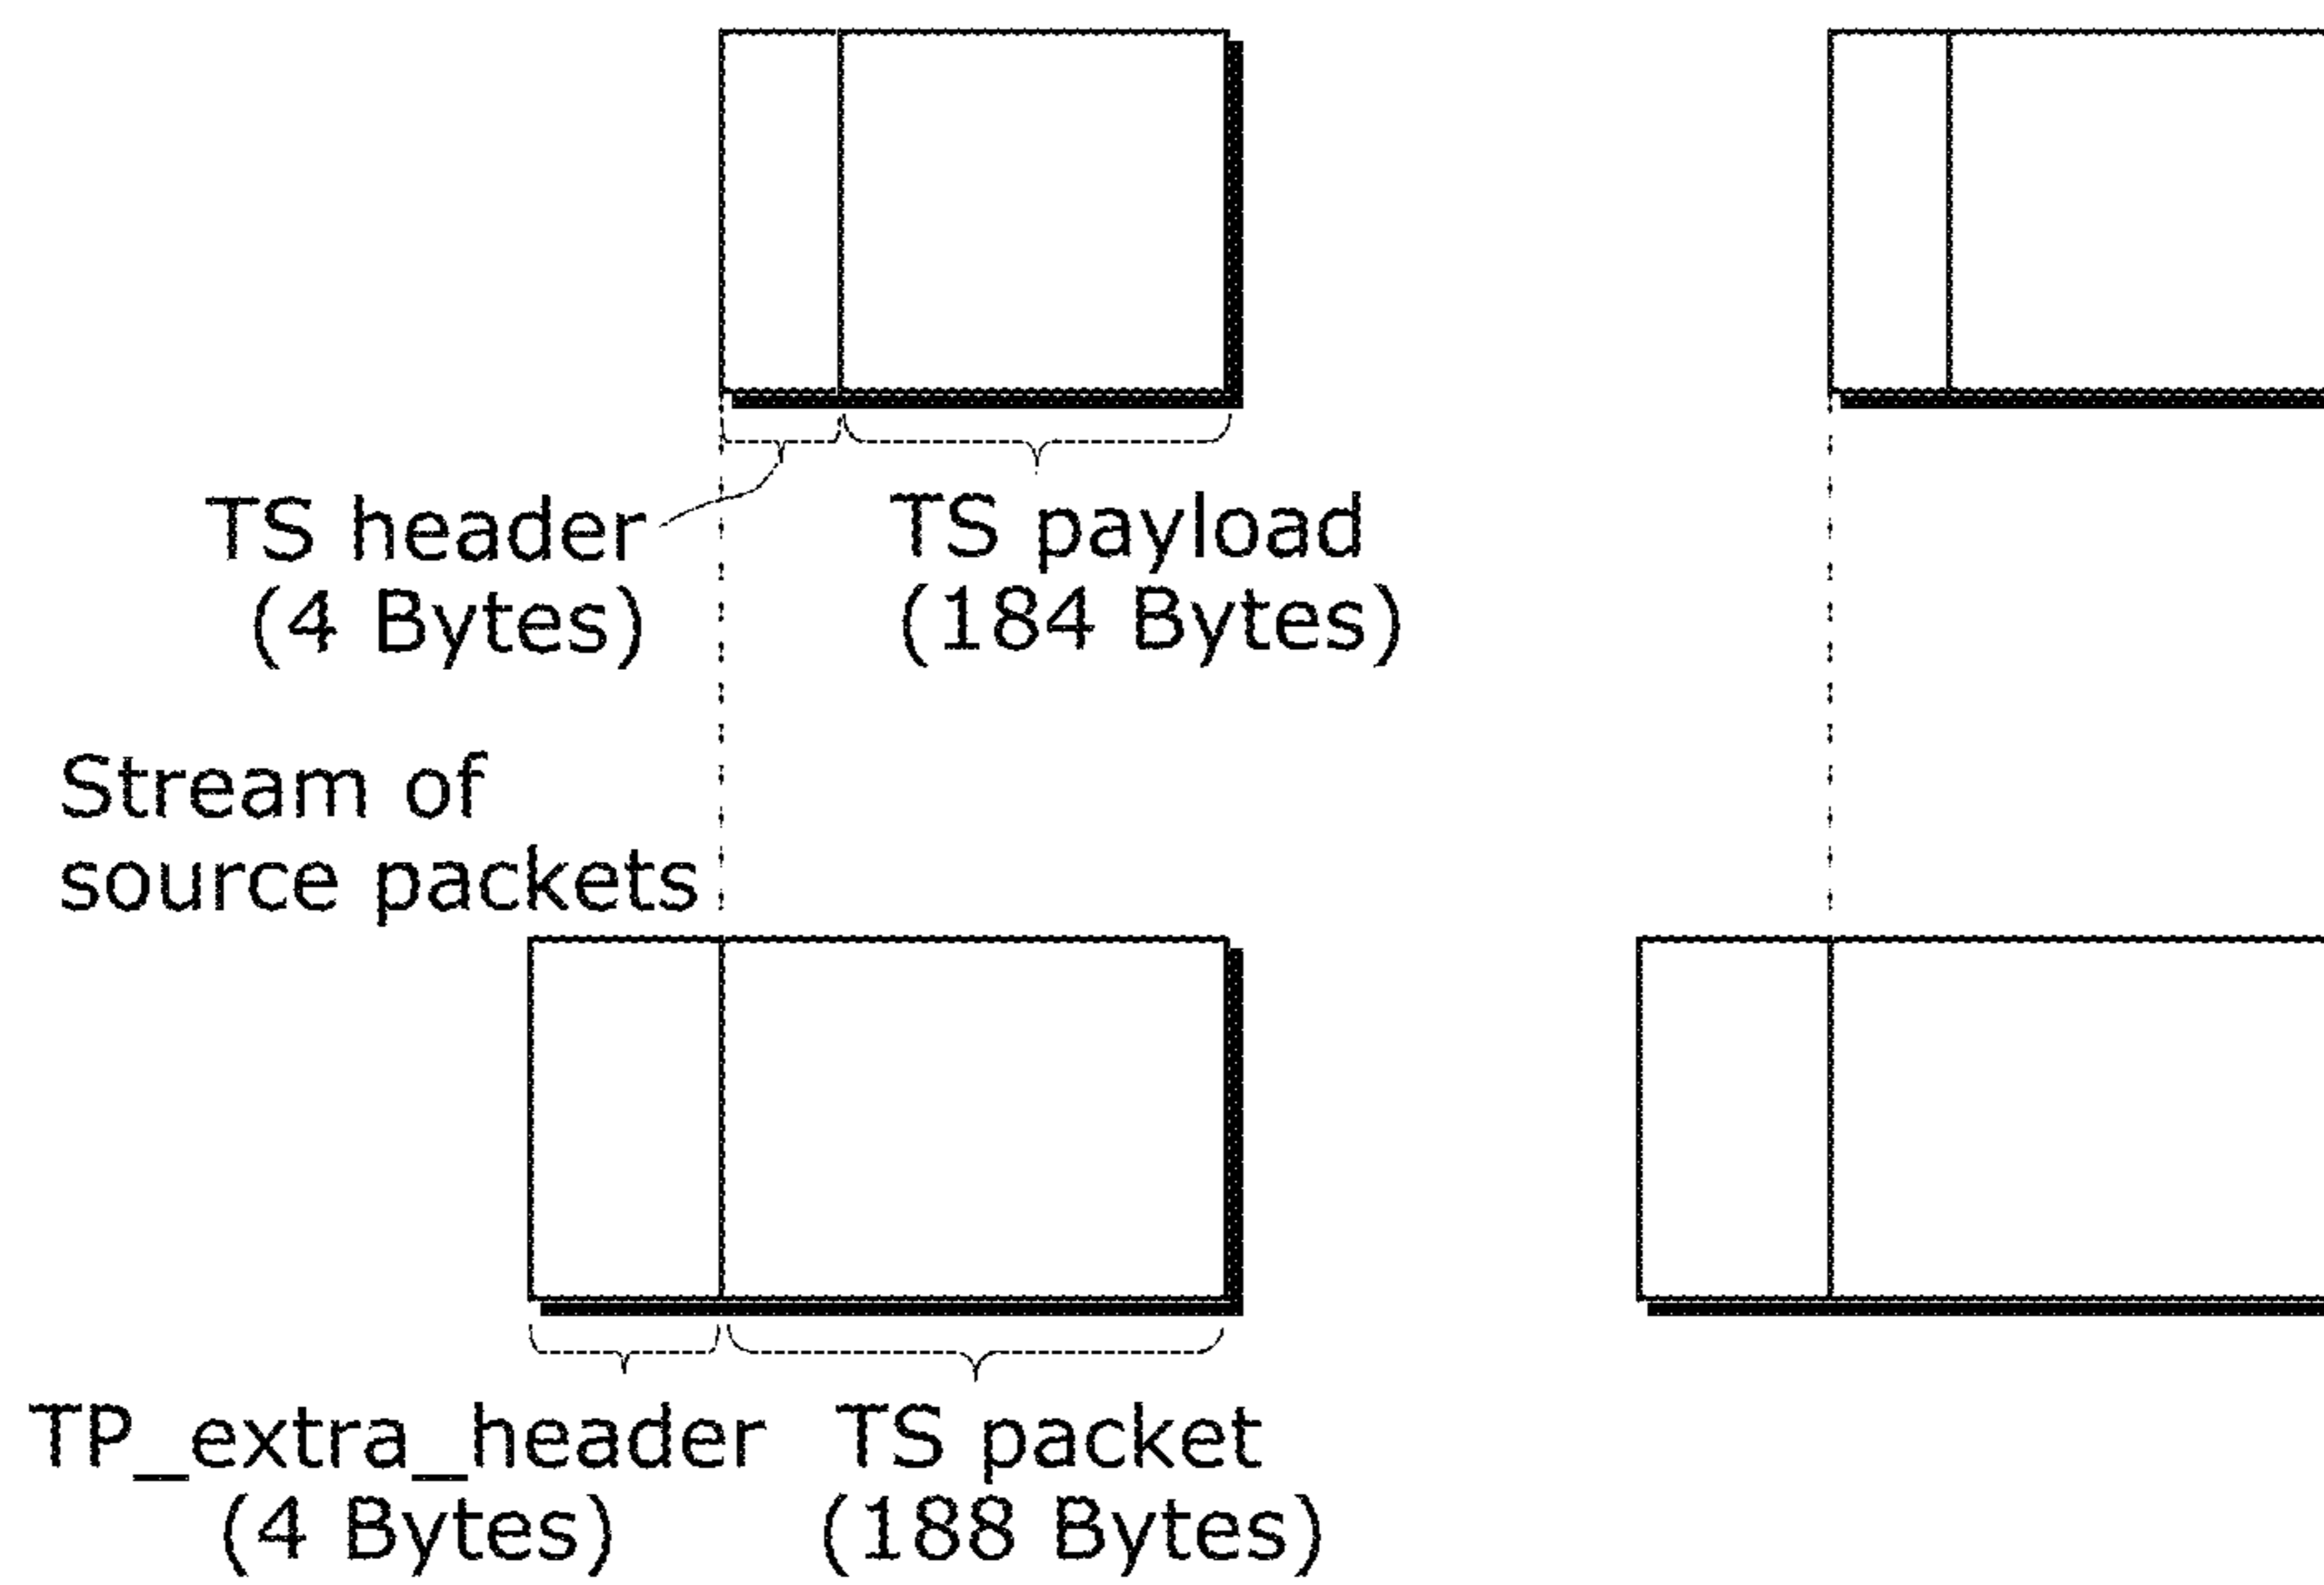 TS header
(4 Bytes)
TS payload
(184 Bytes)
Stream of
source packets
TP_extra_header
(4 Bytes)
TS packet
(188 Bytes)